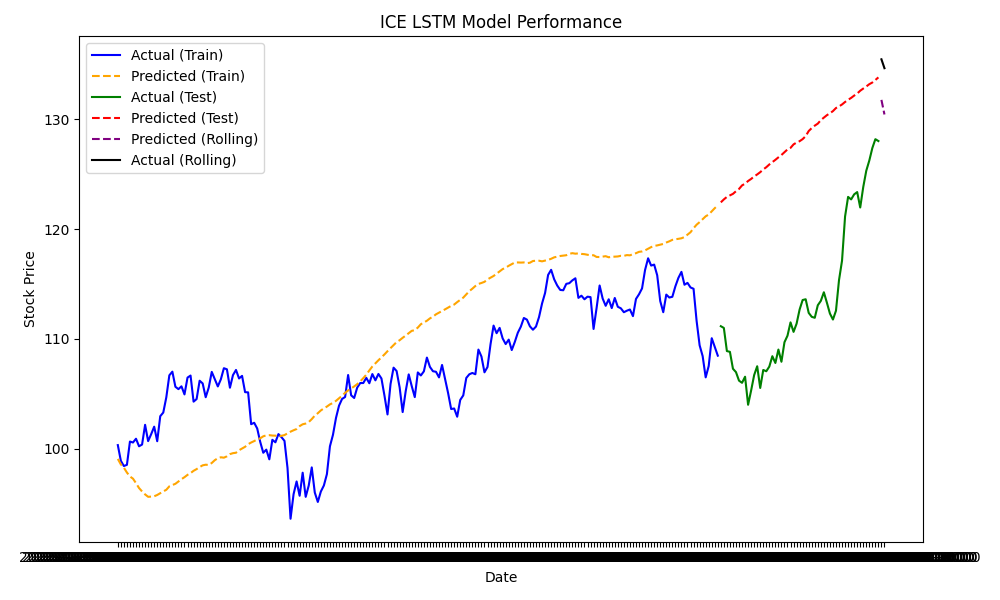 ICE LSTM Model Performance
Actual (Train)
Predicted (Train)
Actual (Test)
Predicted (Test)
Predicted (Rolling)
Actual (Rolling)
Stock Price
130
120
110
100
Date